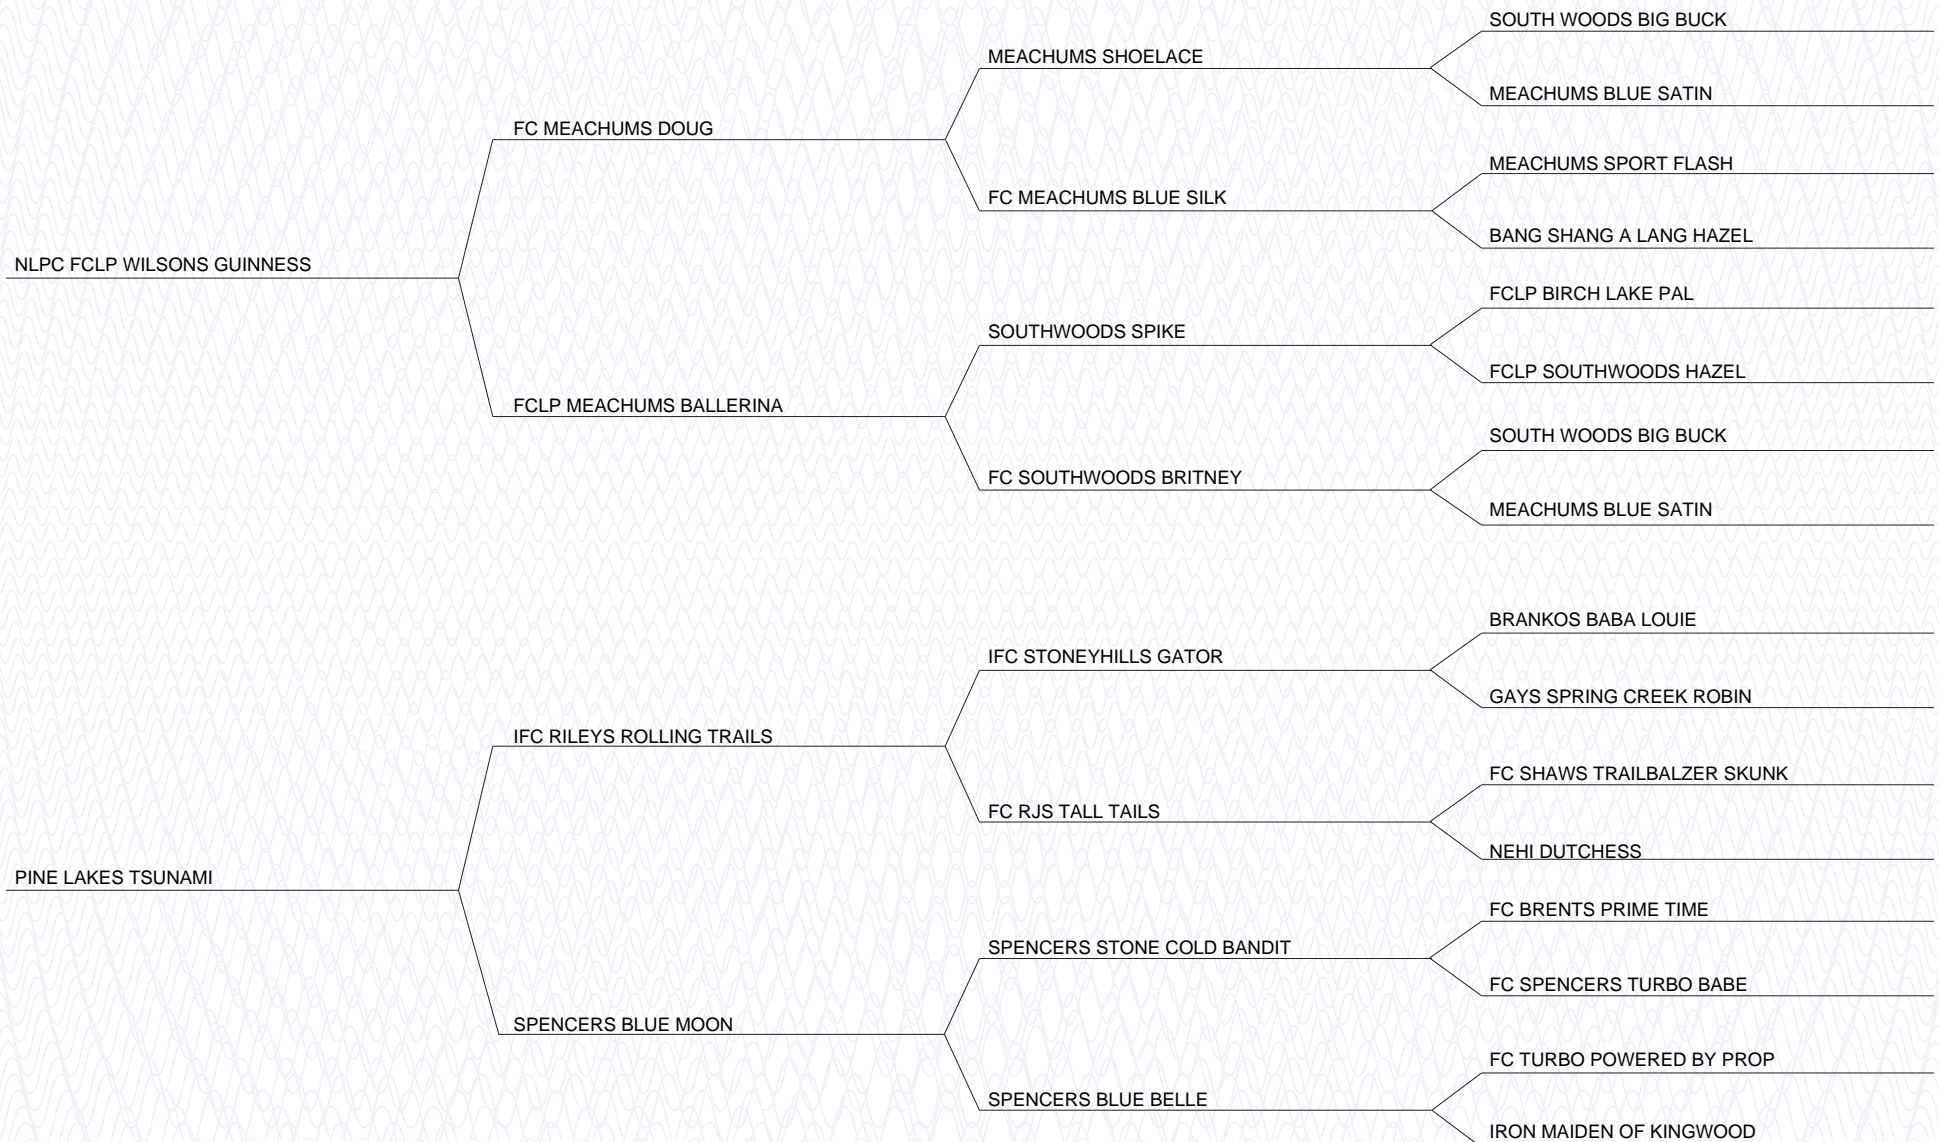 SOUTH WOODS BIG BUCK
MEACHUMS SHOELACE
MEACHUMS BLUE SATIN
FC MEACHUMS DOUG
MEACHUMS SPORT FLASH
FC MEACHUMS BLUE SILK
BANG SHANG A LANG HAZEL
NLPC FCLP WILSONS GUINNESS
FCLP BIRCH LAKE PAL
SOUTHWOODS SPIKE
FCLP SOUTHWOODS HAZEL
FCLP MEACHUMS BALLERINA
SOUTH WOODS BIG BUCK
FC SOUTHWOODS BRITNEY
MEACHUMS BLUE SATIN
BRANKOS BABA LOUIE
IFC STONEYHILLS GATOR
GAYS SPRING CREEK ROBIN
IFC RILEYS ROLLING TRAILS
FC SHAWS TRAILBALZER SKUNK
FC RJS TALL TAILS
NEHI DUTCHESS
PINE LAKES TSUNAMI
FC BRENTS PRIME TIME
SPENCERS STONE COLD BANDIT
FC SPENCERS TURBO BABE
SPENCERS BLUE MOON
FC TURBO POWERED BY PROP
SPENCERS BLUE BELLE
IRON MAIDEN OF KINGWOOD